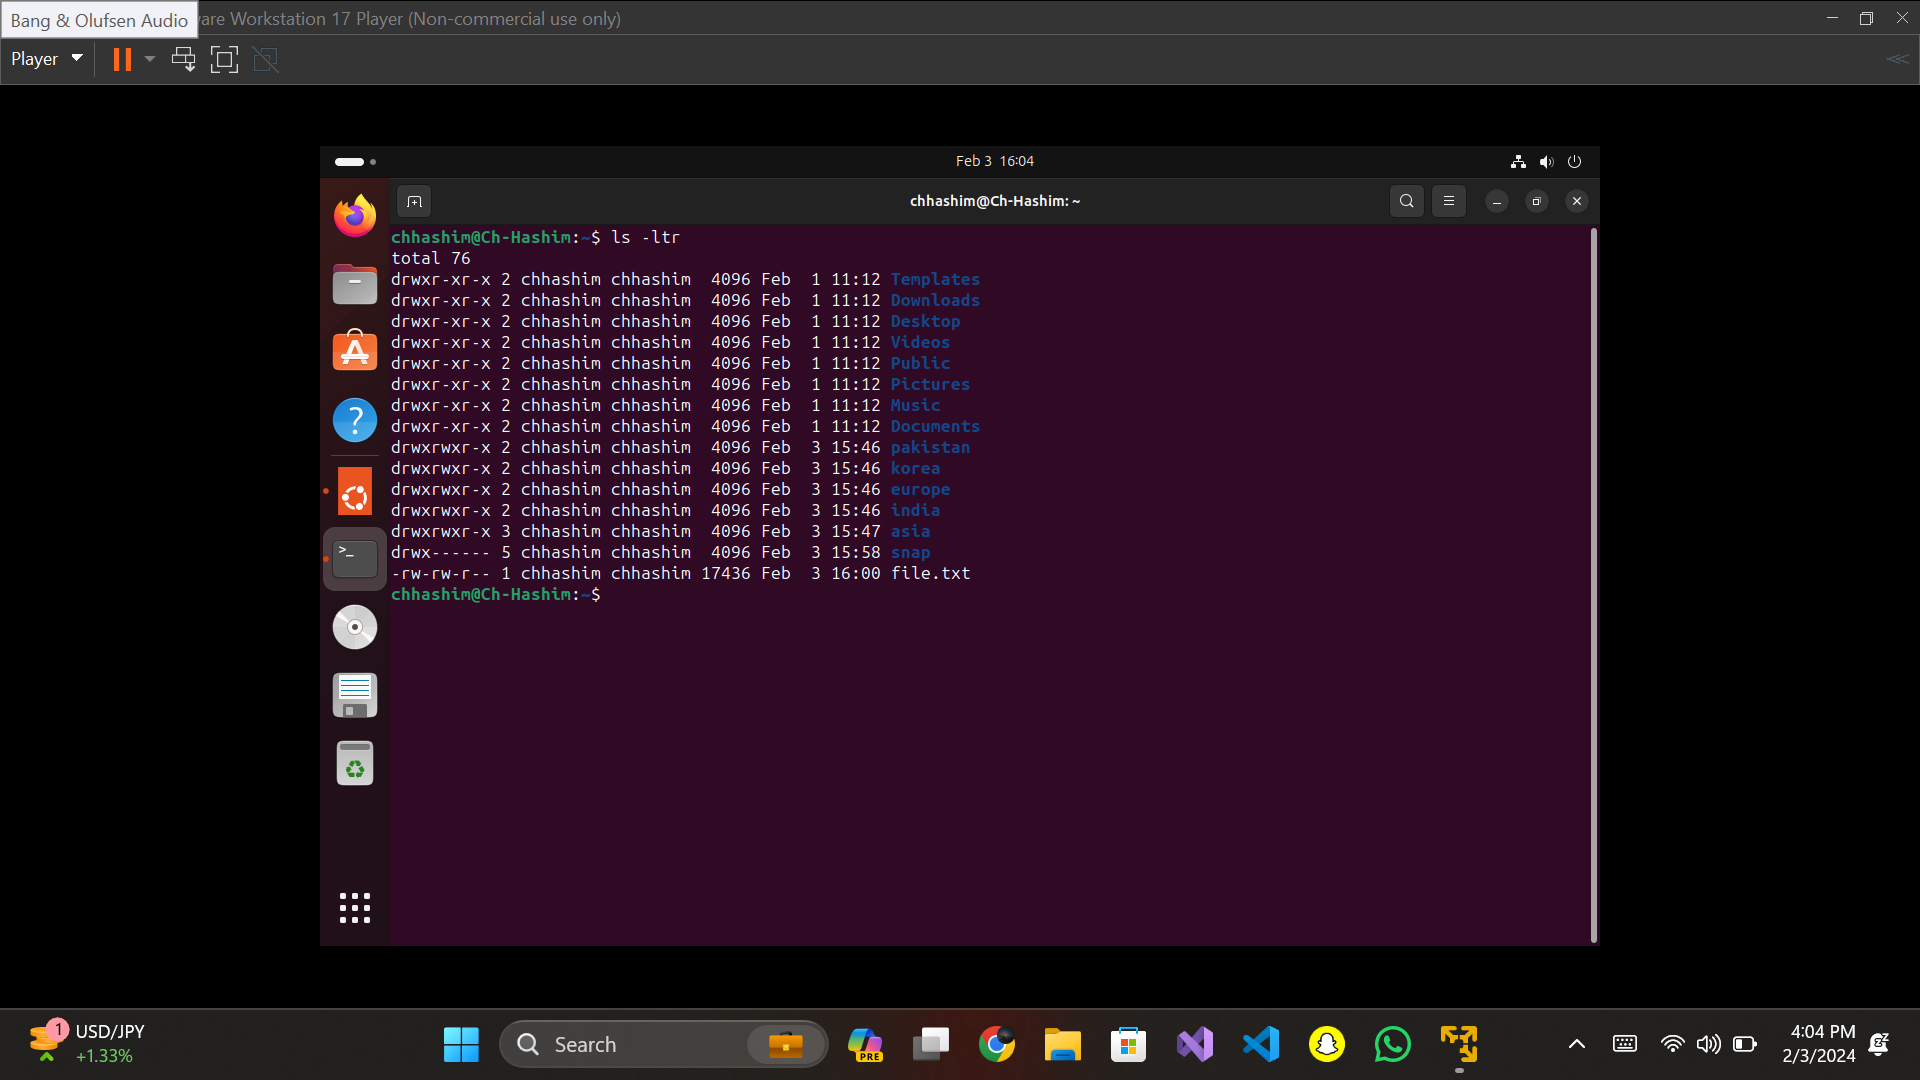 Bang & Olufsen Audio
are Workstation 17 Player (Non-commercial use only)
Player
Feb 3 16:04
chhashim@Ch-Hashim: ~
chhashim@Ch-Hashim:~$ ls -ltr
total 76
drwxr-xr-x 2 chhashim chhashim  4096 Feb  1 11:12 Templates
drwxr-xr-x 2 chhashim chhashim  4096 Feb  1 11:12 Downloads
drwxr-xr-x 2 chhashim chhashim  4096 Feb  1 11:12 Desktop
drwxr-xr-x 2 chhashim chhashim  4096 Feb  1 11:12 Videos
drwxr-xr-x 2 chhashim chhashim  4096 Feb  1 11:12 Public
drwxr-xr-x 2 chhashim chhashim  4096 Feb  1 11:12 Pictures
drwxr-xr-x 2 chhashim chhashim  4096 Feb  1 11:12 Music
drwxr-xr-x 2 chhashim chhashim  4096 Feb  1 11:12 Documents
drwxrwxr-x 2 chhashim chhashim  4096 Feb  3 15:46 pakistan
drwxrwxr-x 2 chhashim chhashim  4096 Feb  3 15:46 korea
drwxrwxr-x 2 chhashim chhashim  4096 Feb  3 15:46 europe
drwxrwxr-x 2 chhashim chhashim  4096 Feb  3 15:46 india
drwxrwxr-x 3 chhashim chhashim  4096 Feb  3 15:47 asia
drwx------ 5 chhashim chhashim  4096 Feb  3 15:58 snap
-rw-rw-r-- 1 chhashim chhashim 17436 Feb  3 16:00 file.txt
chhashim@Ch-Hashim:~$
1
USD/JPY
+1.33%
Search
PRE
4:04 PM
2/3/2024